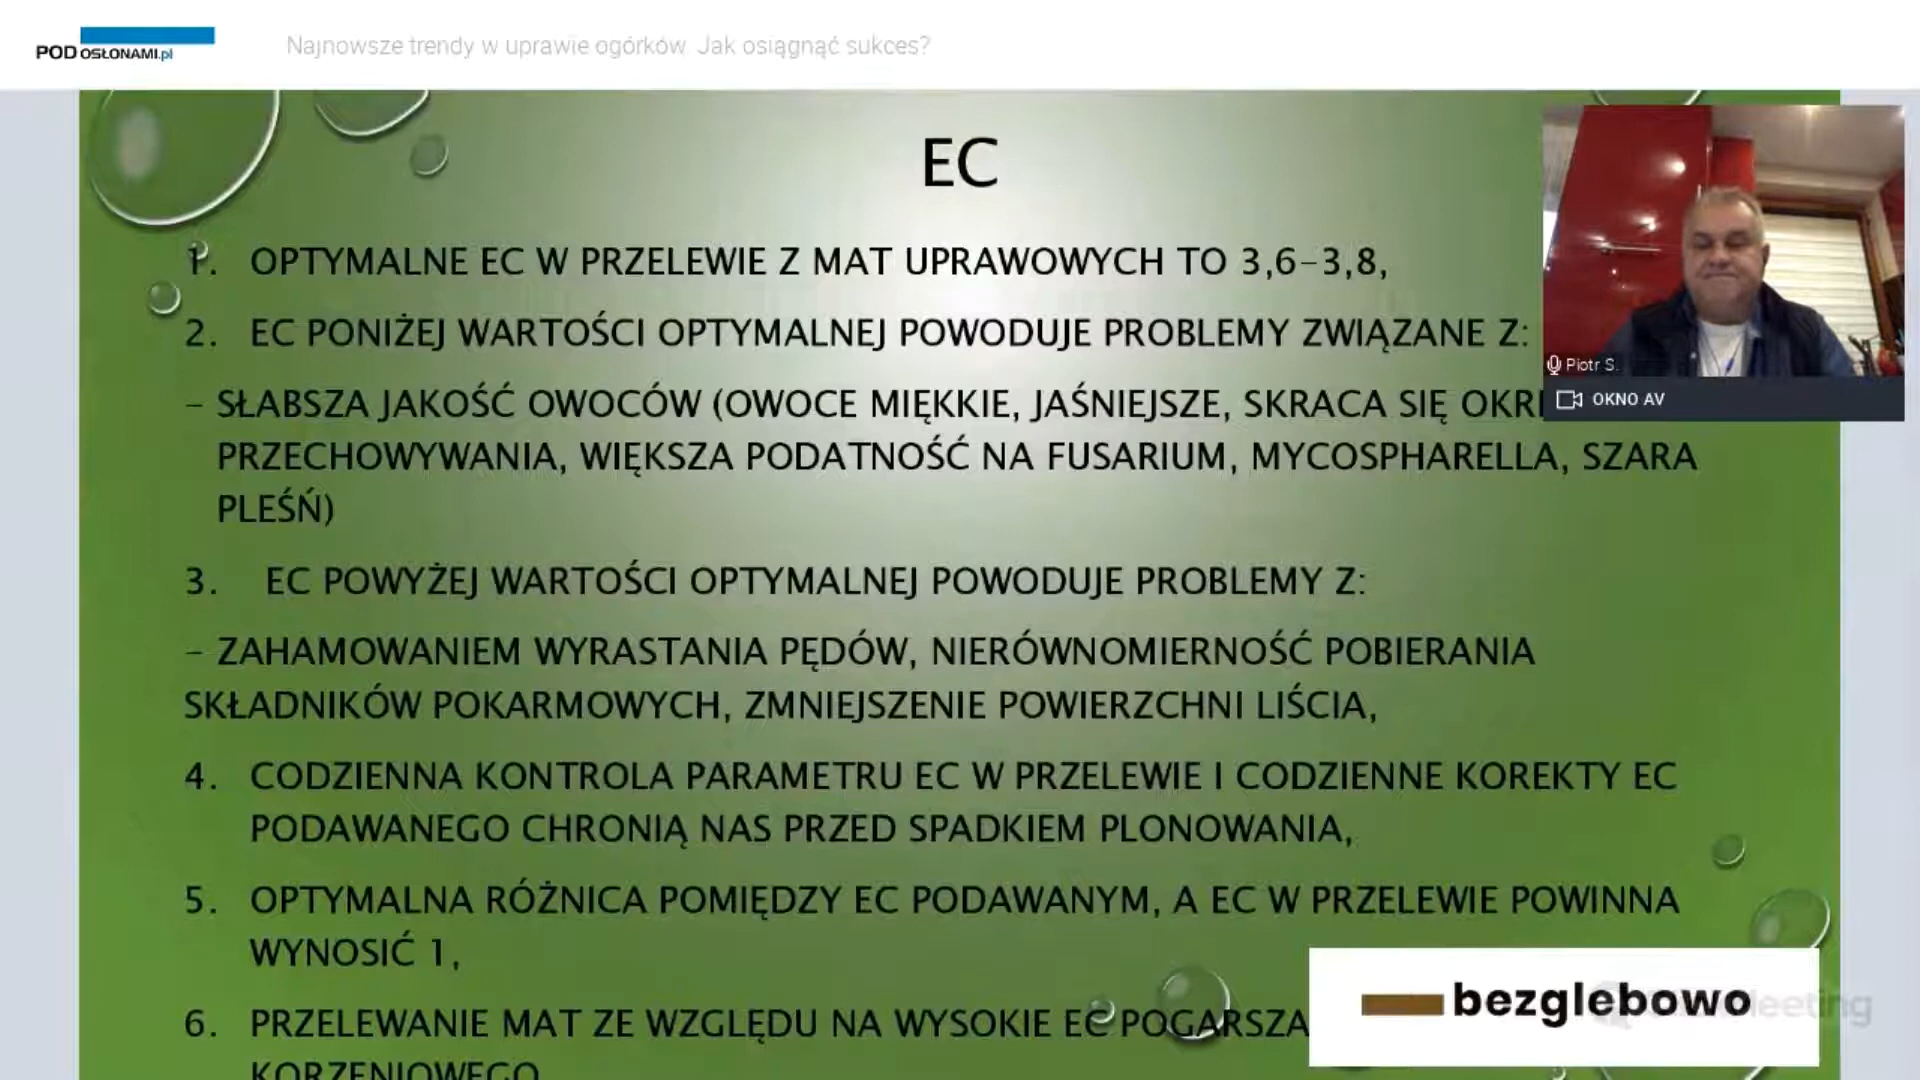 POD OSŁONAMI.pl
Najnowsze trendy w uprawie ogórków. Jak osiągnąć sukces?
EC
1. OPTYMALNE EC W PRZELEWIE Z MAT UPRAWOWYCH TO 3,6-3,8,
2. EC PONIŻEJ WARTOŚCI OPTYMALNEJ POWODUJE PROBLEMY ZWIĄZANE Z:
- SŁABSZA JAKOŚĆ OWOCÓW (OWOCE MIĘKKIE, JAŚNIEJSZE, SKRACA SIĘ
PRZECHOWYWANIA, WIĘKSZA PODATNOŚĆ NA FUSARIUM, MYCOSPHARELLA, SZARA
PLEŚŃ)
3. EC POWYŻEJ WARTOŚCI OPTYMALNEJ POWODUJE PROBLEMY Z:
- ZAHAMOWANIEM WYRASTANIA PĘDÓW, NIERÓWNOMIERNOŚĆ POBIERANIA
SKŁADNIKÓW POKARMOWYCH, ZMNIEJSZENIE POWIERZCHNI LIŚCIA,
4. CODZIENNA KONTROLA PARAMETRU EC W PRZELEWIE I CODZIENNE KOREKTY EC
PODAWANEGO CHRONIĄ NAS PRZED SPADKIEM PLONOWANIA,
5. OPTYMALNA RÓŻNICA POMIĘDZY EC PODAWANYM, A EC W PRZELEWIE POWINNA
WYNOSIĆ 1,
6. PRZELEWANIE MAT ZE WZGLĘDU NA WYSOKIE EC POGARSZA
KORZENIOWEGO
Piotr S.
OKNO AV
bezglebowo